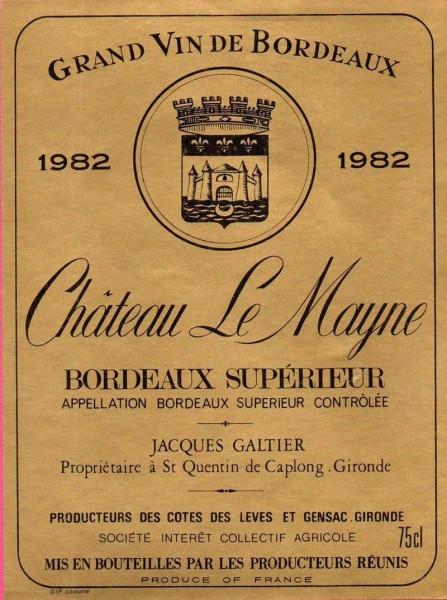 GRAND VIN DE BORDEAUX
1982 1982
Château Le Mayne
BORDEAUX SUPÉRIEUR
APPELLATION BORDEAUX SUPERIEUR CONTRÔLÉE
JACQUES GALTIER
Propriétaire à St Quentin de Caplong . Gironde
PRODUCTEURS DES COTES DES LEVES ET GENSAC . GIRONDE
SOCIÉTÉ INTERÊT COLLECTIF AGRICOLE
75cl
MIS EN BOUTEILLES PAR LES PRODUCTEURS RÉUNIS
PRODUCE OF FRANCE
GIP. Libourne